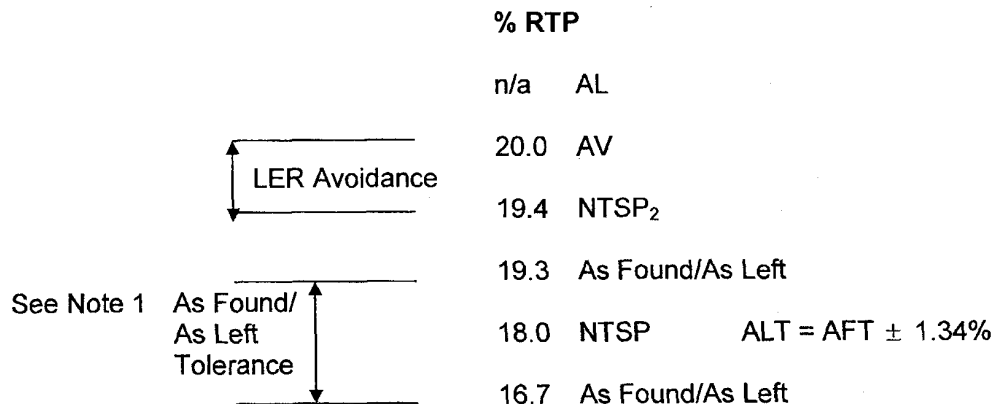 % RTP
n/a AL
20.0 AV
LER Avoidance
19.4 NTSP₂
19.3 As Found/As Left
See Note 1 As Found/
As Left
Tolerance
18.0 NTSP ALT = AFT ± 1.34%
16.7 As Found/As Left